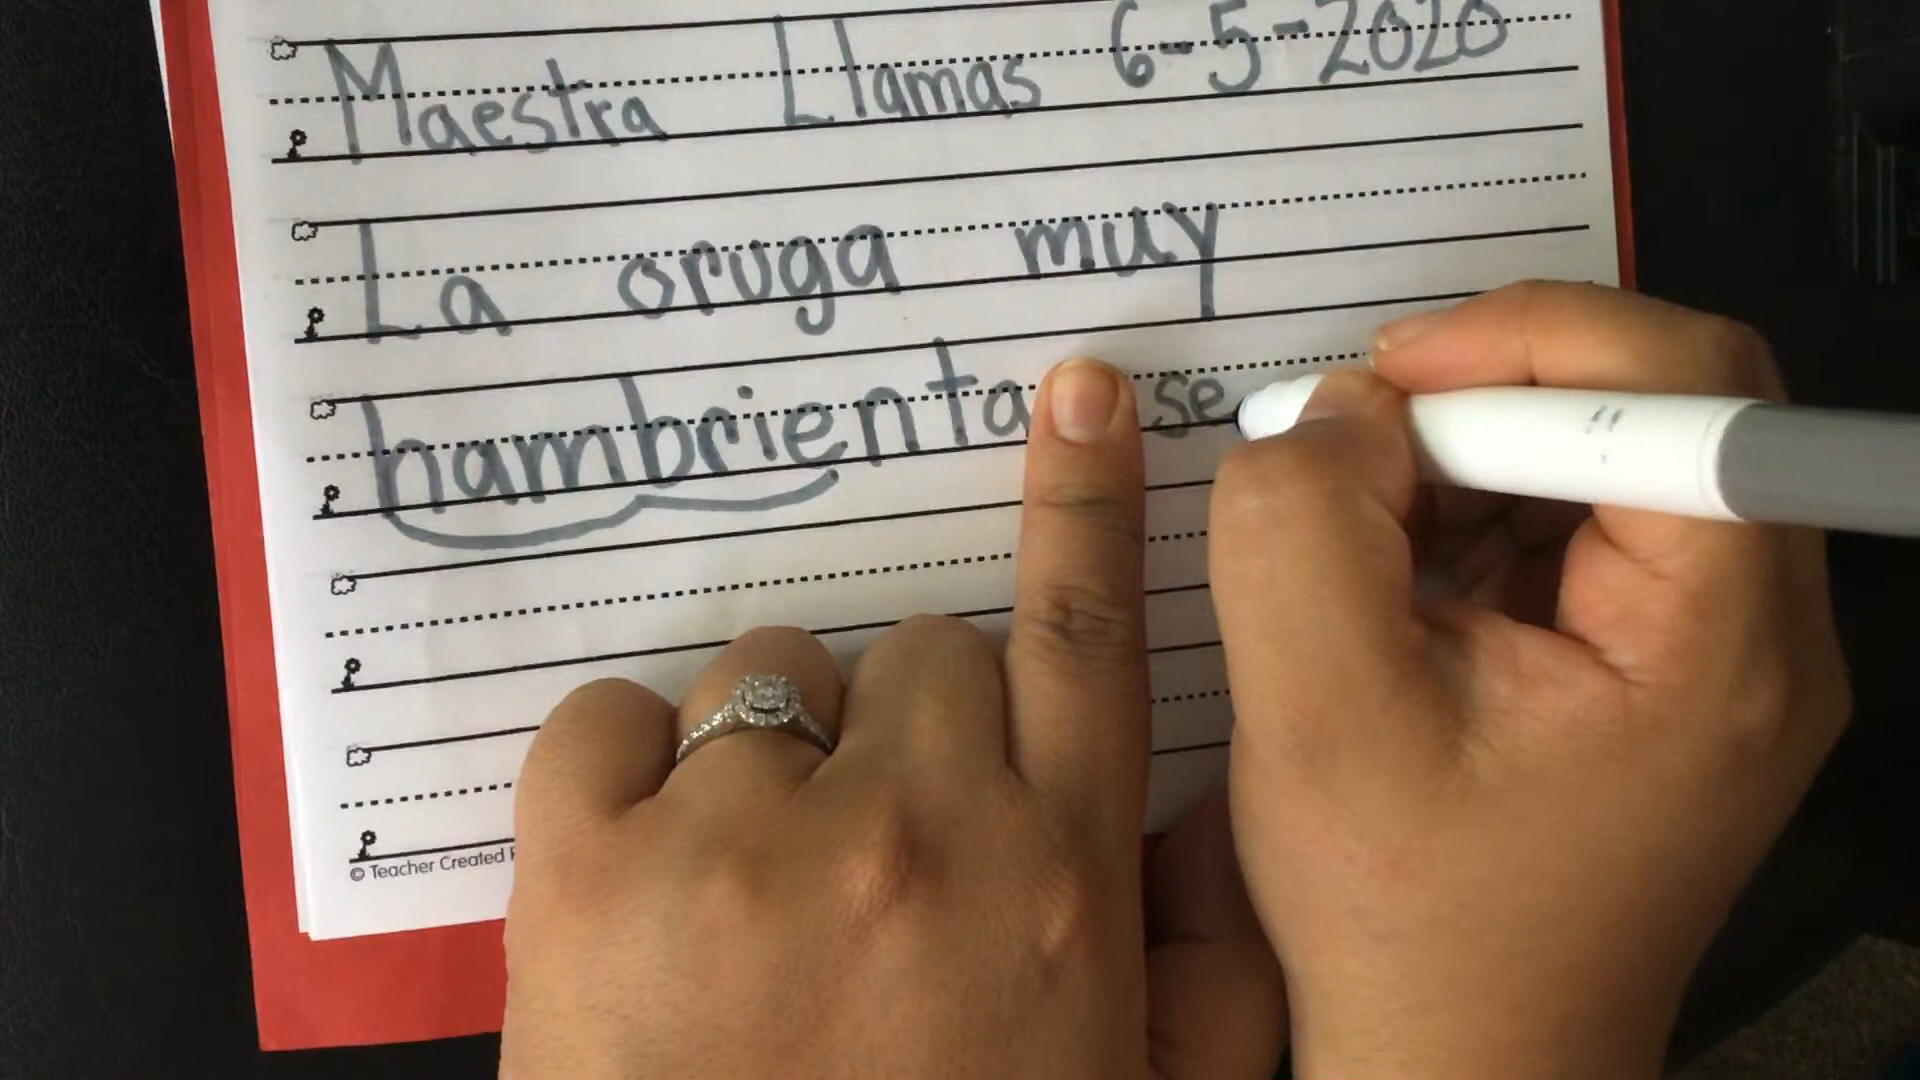 Maestra Llamas 6-5-2020
La oruga muy
hambrienta se
© Teacher Created